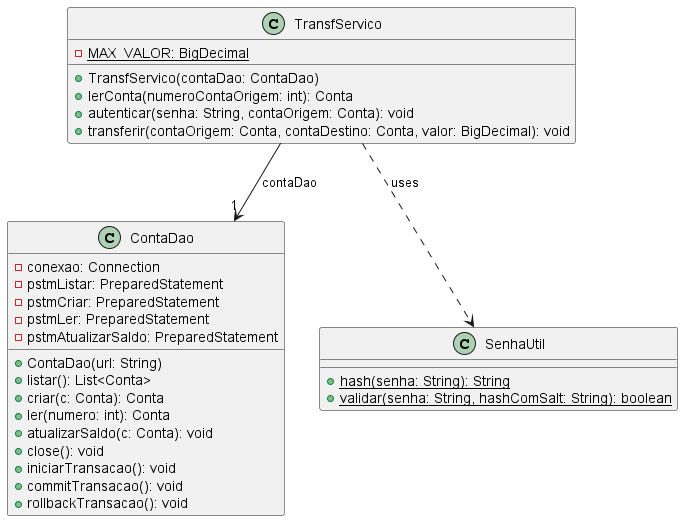 C TransfServico
MAX_VALOR: BigDecimal
TransfServico(contaDao: ContaDao)
lerConta(numeroContaOrigem: int): Conta
autenticar(senha: String, contaOrigem: Conta): void
transferir(contaOrigem: Conta, contaDestino: Conta, valor: BigDecimal): void
contaDao
uses
1
C ContaDao
conexao: Connection
pstmListar: PreparedStatement
pstmCriar: PreparedStatement
pstmLer: PreparedStatement
pstmAtualizarSaldo: PreparedStatement
ContaDao(url: String)
listar(): List<Conta>
criar(c: Conta): Conta
ler(numero: int): Conta
atualizarSaldo(c: Conta): void
close(): void
iniciarTransacao(): void
commitTransacao(): void
rollbackTransacao(): void
C SenhaUtil
hash(senha: String): String
validar(senha: String, hashComSalt: String): boolean